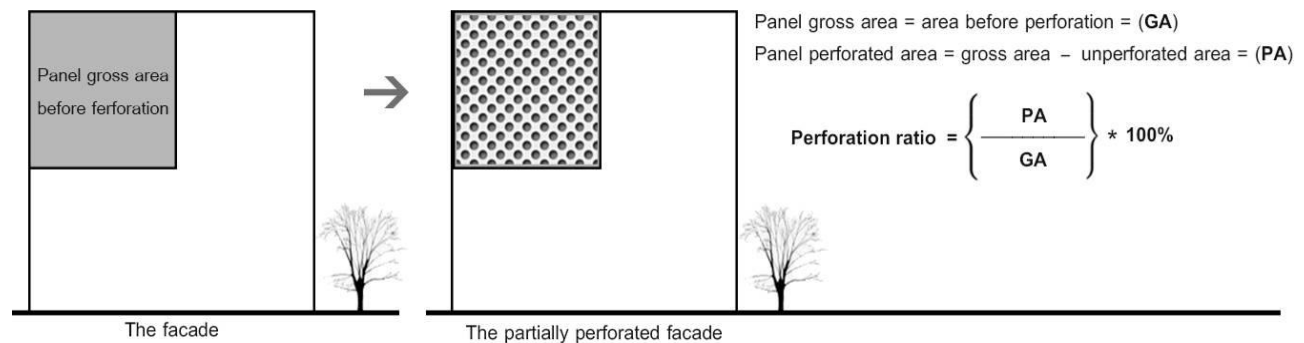 Panel gross area
before ferforation
The facade
The partially perforated facade
Panel gross area = area before perforation = (GA)
Panel perforated area = gross area – unperforated area = (PA)
Perforation ratio = { PA / GA } * 100%